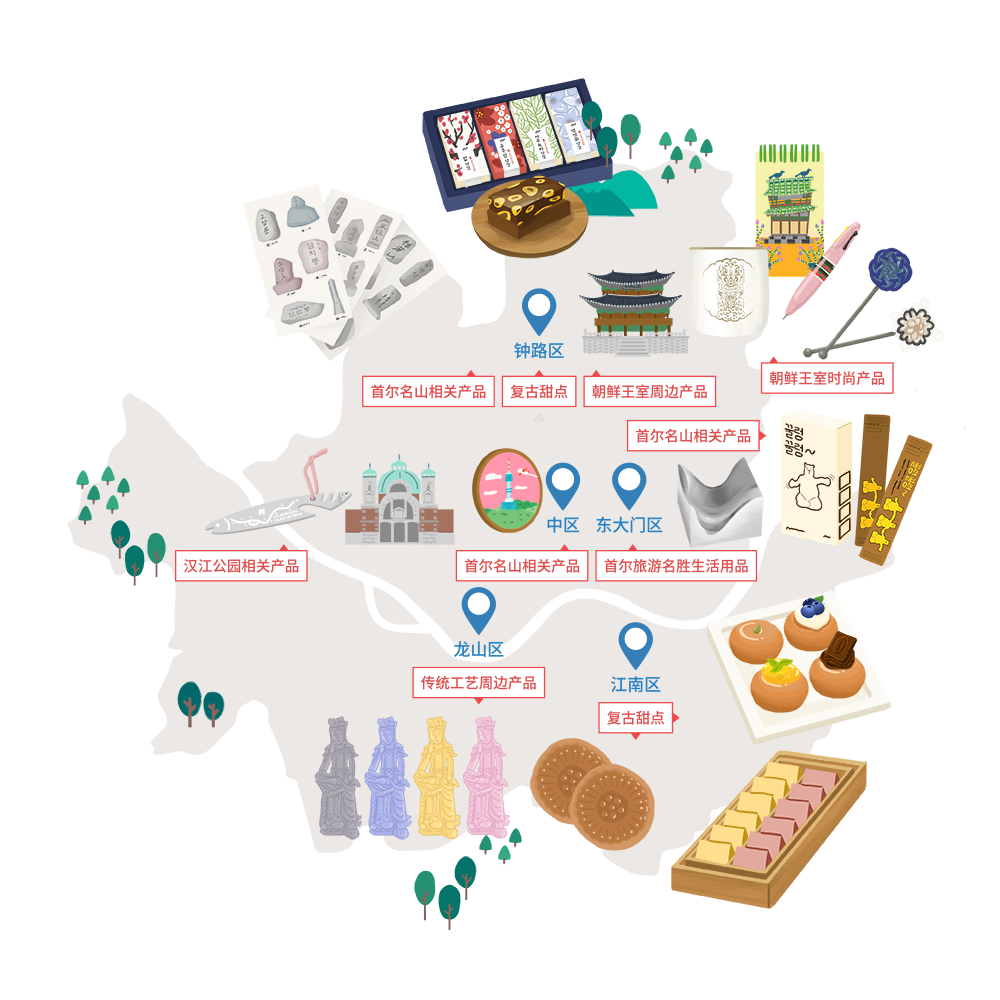 钟路区
首尔名山相关产品
复古甜点
朝鲜王室周边产品
朝鲜王室时尚产品
首尔名山相关产品
中区
东大门区
汉江公园相关产品
首尔名山相关产品
首尔旅游名胜生活用品
龙山区
传统工艺周边产品
江南区
复古甜点